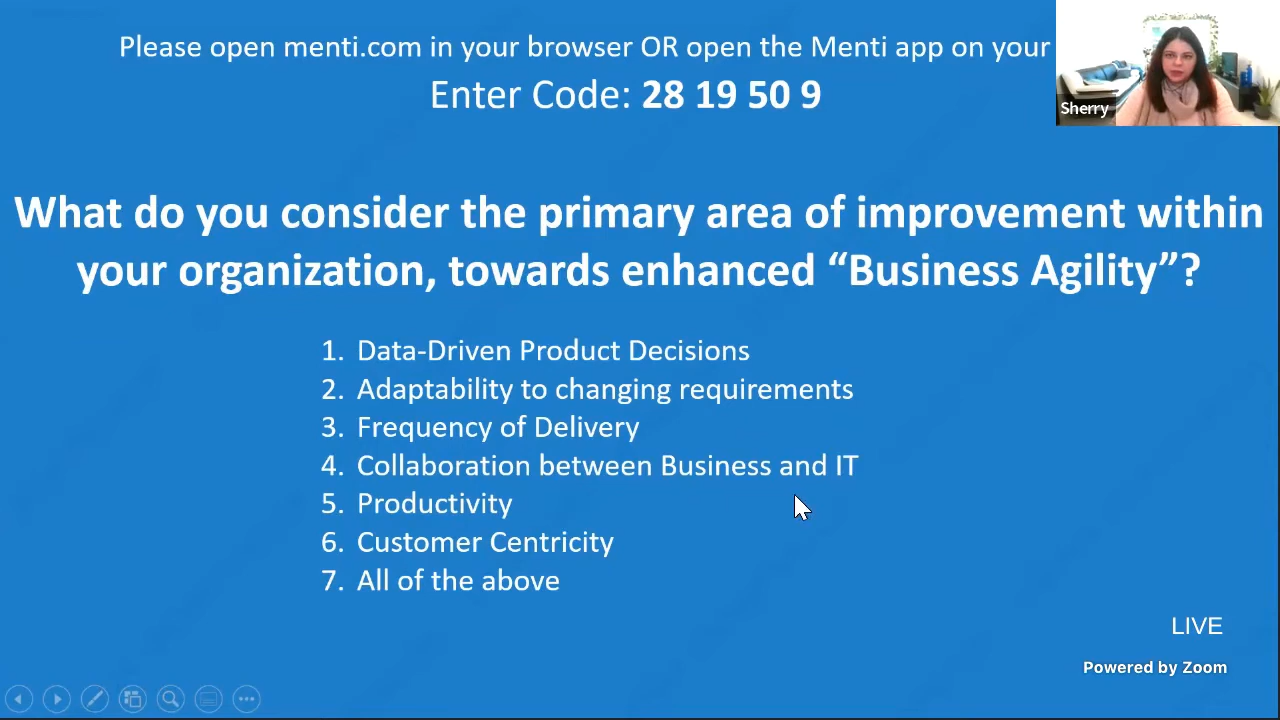 Please open menti.com in your browser OR open the Menti app on your
Enter Code: 28 19 50 9
Sherry
What do you consider the primary area of improvement within
your organization, towards enhanced “Business Agility”?
1. Data-Driven Product Decisions
2. Adaptability to changing requirements
3. Frequency of Delivery
4. Collaboration between Business and IT
5. Productivity
6. Customer Centricity
7. All of the above
LIVE
Powered by Zoom